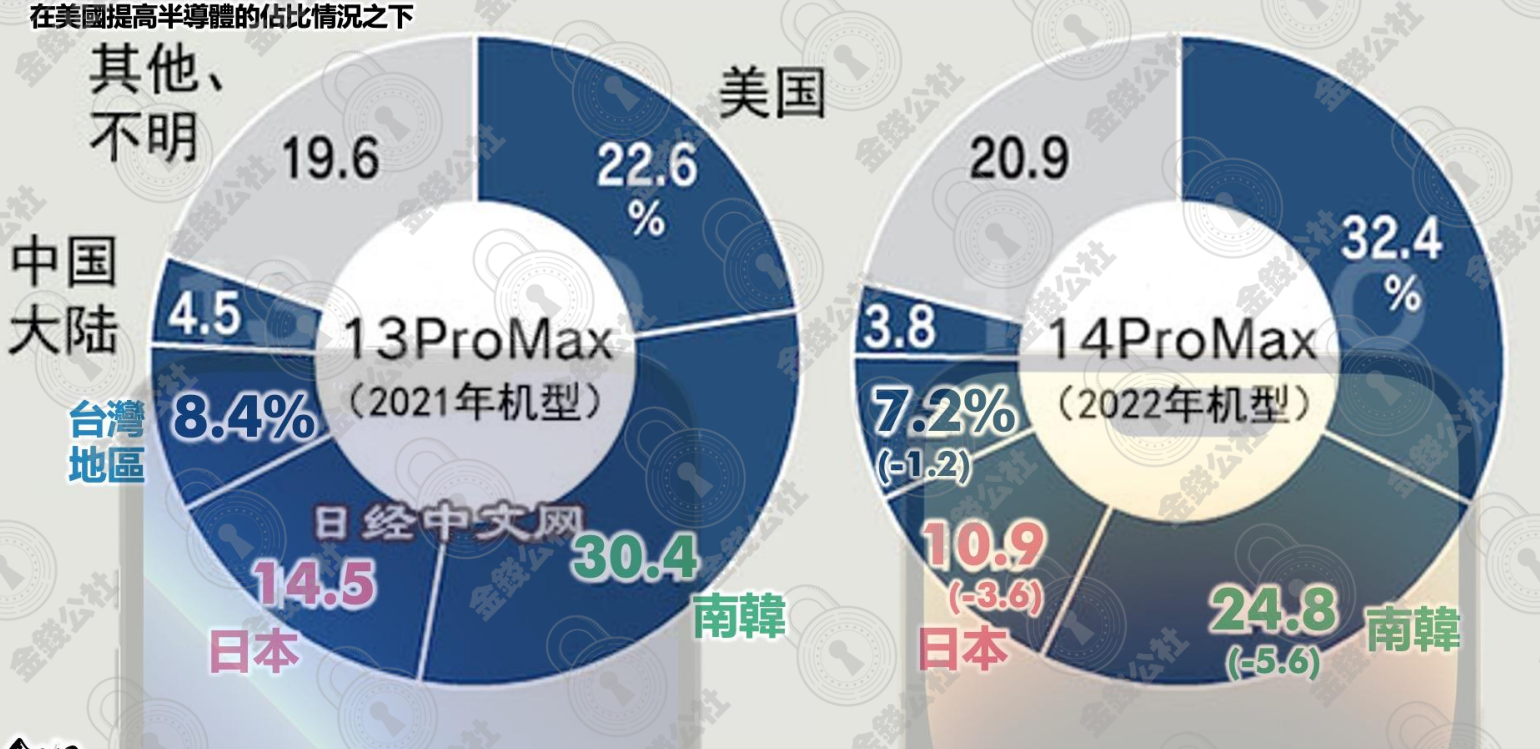 在美國提高半導體的佔比情況之下
其他、
不明
19.6
22.6
%
美国
中国
大陆
4.5
13ProMax
(2021年机型)
台灣
地區
8.4%
日经中文网
14.5
日本
30.4
南韓
20.9
32.4
%
3.8
14ProMax
(2022年机型)
7.2%
(-1.2)
10.9
(-3.6)
日本
24.8
(-5.6)
南韓
金錢公社